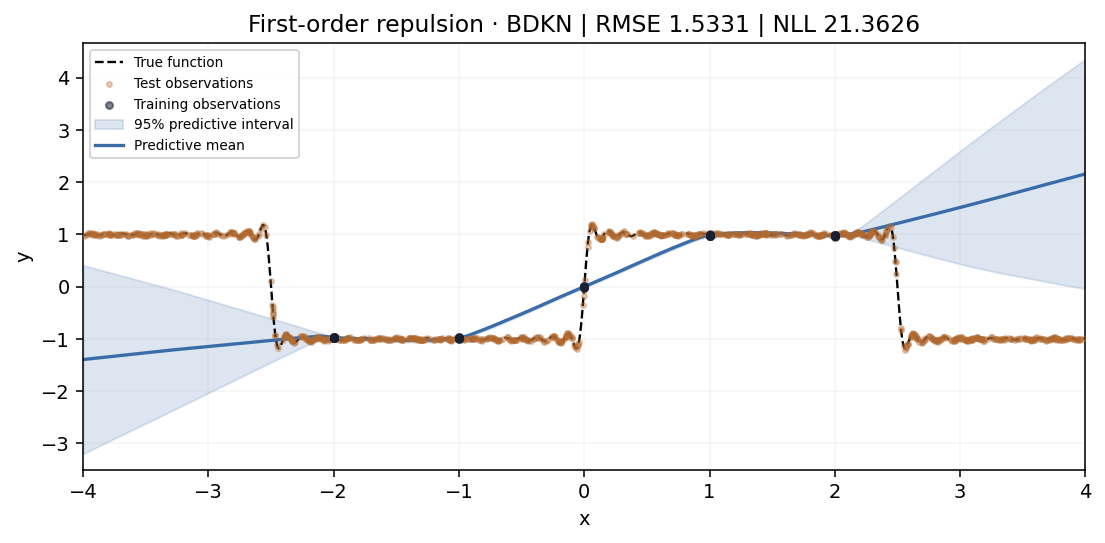 First-order repulsion · BDKN | RMSE 1.5331 | NLL 21.3626
True function
Test observations
Training observations
95% predictive interval
Predictive mean
4
3
2
1
0
−1
−2
−3
y
−4 −3 −2 −1 0 1 2 3 4
x